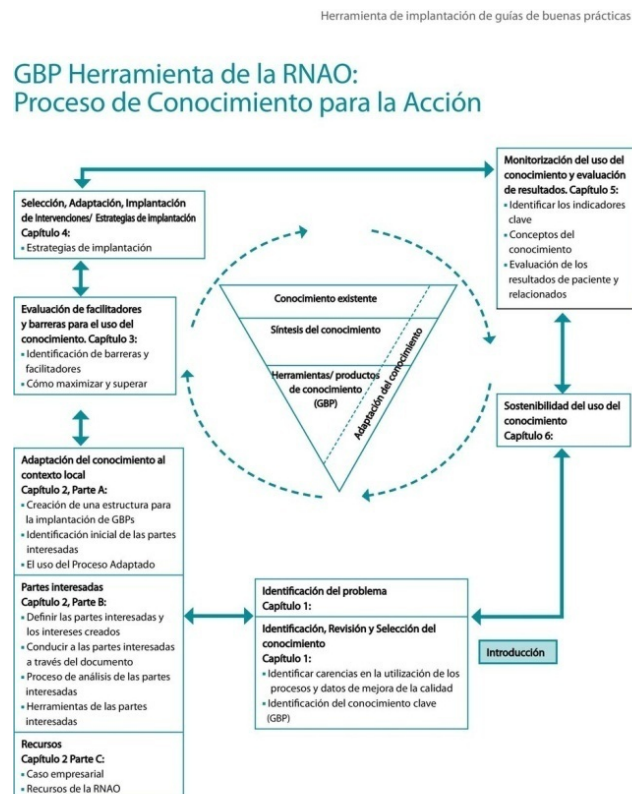 Herramienta de implantación de guías de buenas prácticas
GBP Herramienta de la RNAO:
Proceso de Conocimiento para la Acción
Monitorización del uso del
conocimiento y evaluación
de resultados. Capítulo 5:
• Identificar los indicadores
clave
• Conceptos del
conocimiento
• Evaluación de los
resultados de paciente y
relacionados
Selección, Adaptación, Implantación
de Intervenciones/ Estrategias de implantación
Capítulo 4:
• Estrategias de implantación
Evaluación de facilitadores
y barreras para el uso del
conocimiento. Capítulo 3:
• Identificación de barreras y
facilitadores
• Cómo maximizar y superar
Conocimiento existente
Síntesis del conocimiento
Herramientas/ productos
de conocimiento
(GBP)
Adaptación del conocimiento
Sostenibilidad del uso del
conocimiento
Capítulo 6:
Adaptación del conocimiento al
contexto local
Capítulo 2, Parte A:
• Creación de una estructura para
la implantación de GBPs
• Identificación inicial de las partes
interesadas
• El uso del Proceso Adaptado
Partes interesadas
Capítulo 2, Parte B:
• Definir las partes interesadas y
los intereses creados
• Conducir a las partes interesadas
a través del documento
• Proceso de análisis de las partes
interesadas
• Herramientas de las partes
interesadas
Recursos
Capítulo 2 Parte C:
• Caso empresarial
• Recursos de la RNAO
Identificación del problema
Capítulo 1:
Identificación, Revisión y Selección del
conocimiento
Capítulo 1:
• Identificar carencias en la utilización de los
procesos y datos de mejora de la calidad
• Identificación del conocimiento clave
(GBP)
Introducción